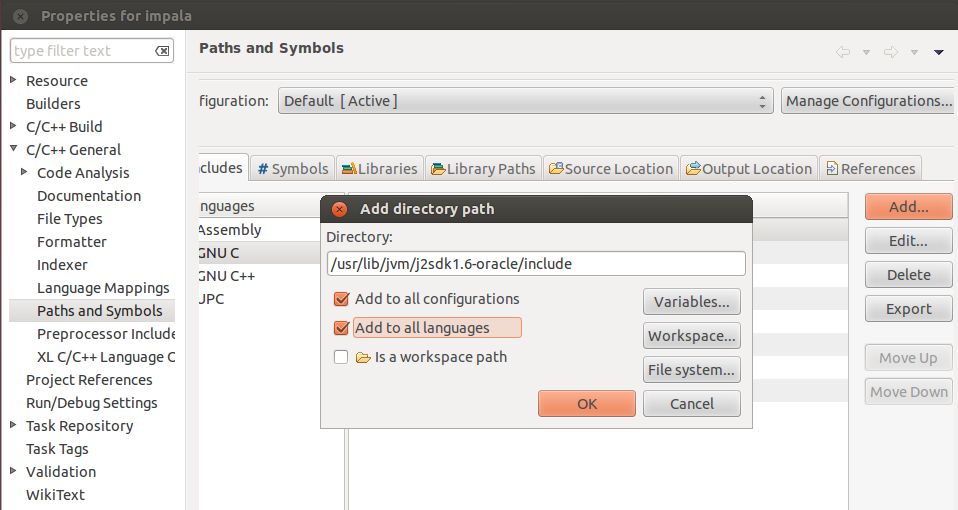 Properties for impala
type filter text
Resource
Builders
C/C++ Build
C/C++ General
Code Analysis
Documentation
File Types
Formatter
Indexer
Language Mappings
Paths and Symbols
Preprocessor Include
XL C/C++ Language C
Project References
Run/Debug Settings
Task Repository
Task Tags
Validation
WikiText
Paths and Symbols
figuration: Default [ Active ] Manage Configurations...
cludes # Symbols Libraries Library Paths Source Location Output Location References
nguages
Assembly
GNU C
GNU C++
UPC
Add directory path
Directory:
/usr/lib/jvm/j2sdk1.6-oracle/include
Add to all configurations
Add to all languages
Is a workspace path
Variables...
Workspace...
File system...
OK Cancel
Add...
Edit...
Delete
Export
Move Up
Move Down